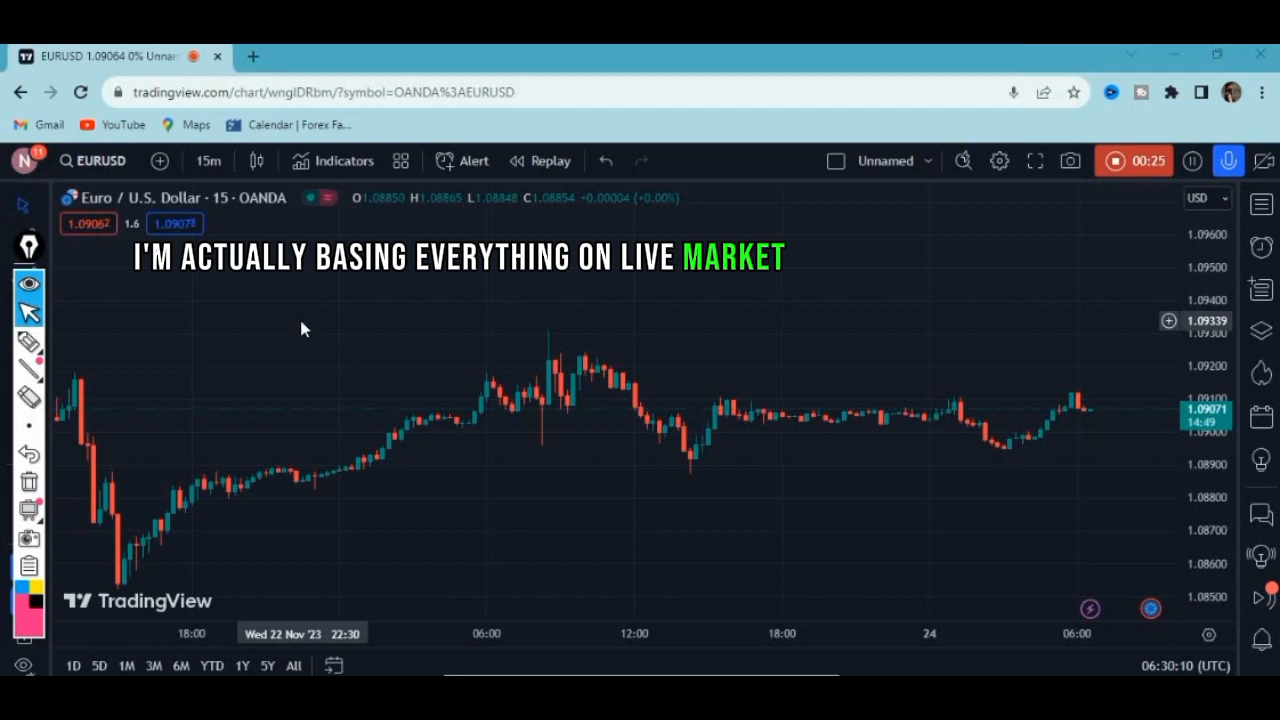 EURUSD 1.09064 0% Unnar
tradingview.com/chart/wnglDRbm/?symbol=OANDA%3AEURUSD
Gmail YouTube Maps Calendar | Forex Fa...
N 11 EURUSD 15m Indicators Alert Replay Unnamed 00:25
Euro / U.S. Dollar · 15 · OANDA O1.08850 H1.08865 L1.08848 C1.08854 +0.00004 (+0.00%) USD
1.09062 1.6 1.09078
I'M ACTUALLY BASING EVERYTHING ON LIVE MARKET
1.09600
1.09500
1.09400
1.09339
1.09300
1.09200
1.09100
1.09071
14:49
1.09000
1.08900
1.08800
1.08700
1.08600
1.08500
TradingView
18:00 Wed 22 Nov '23 22:30 06:00 12:00 18:00 24 06:00
1D 5D 1M 3M 6M YTD 1Y 5Y All 06:30:10 (UTC)